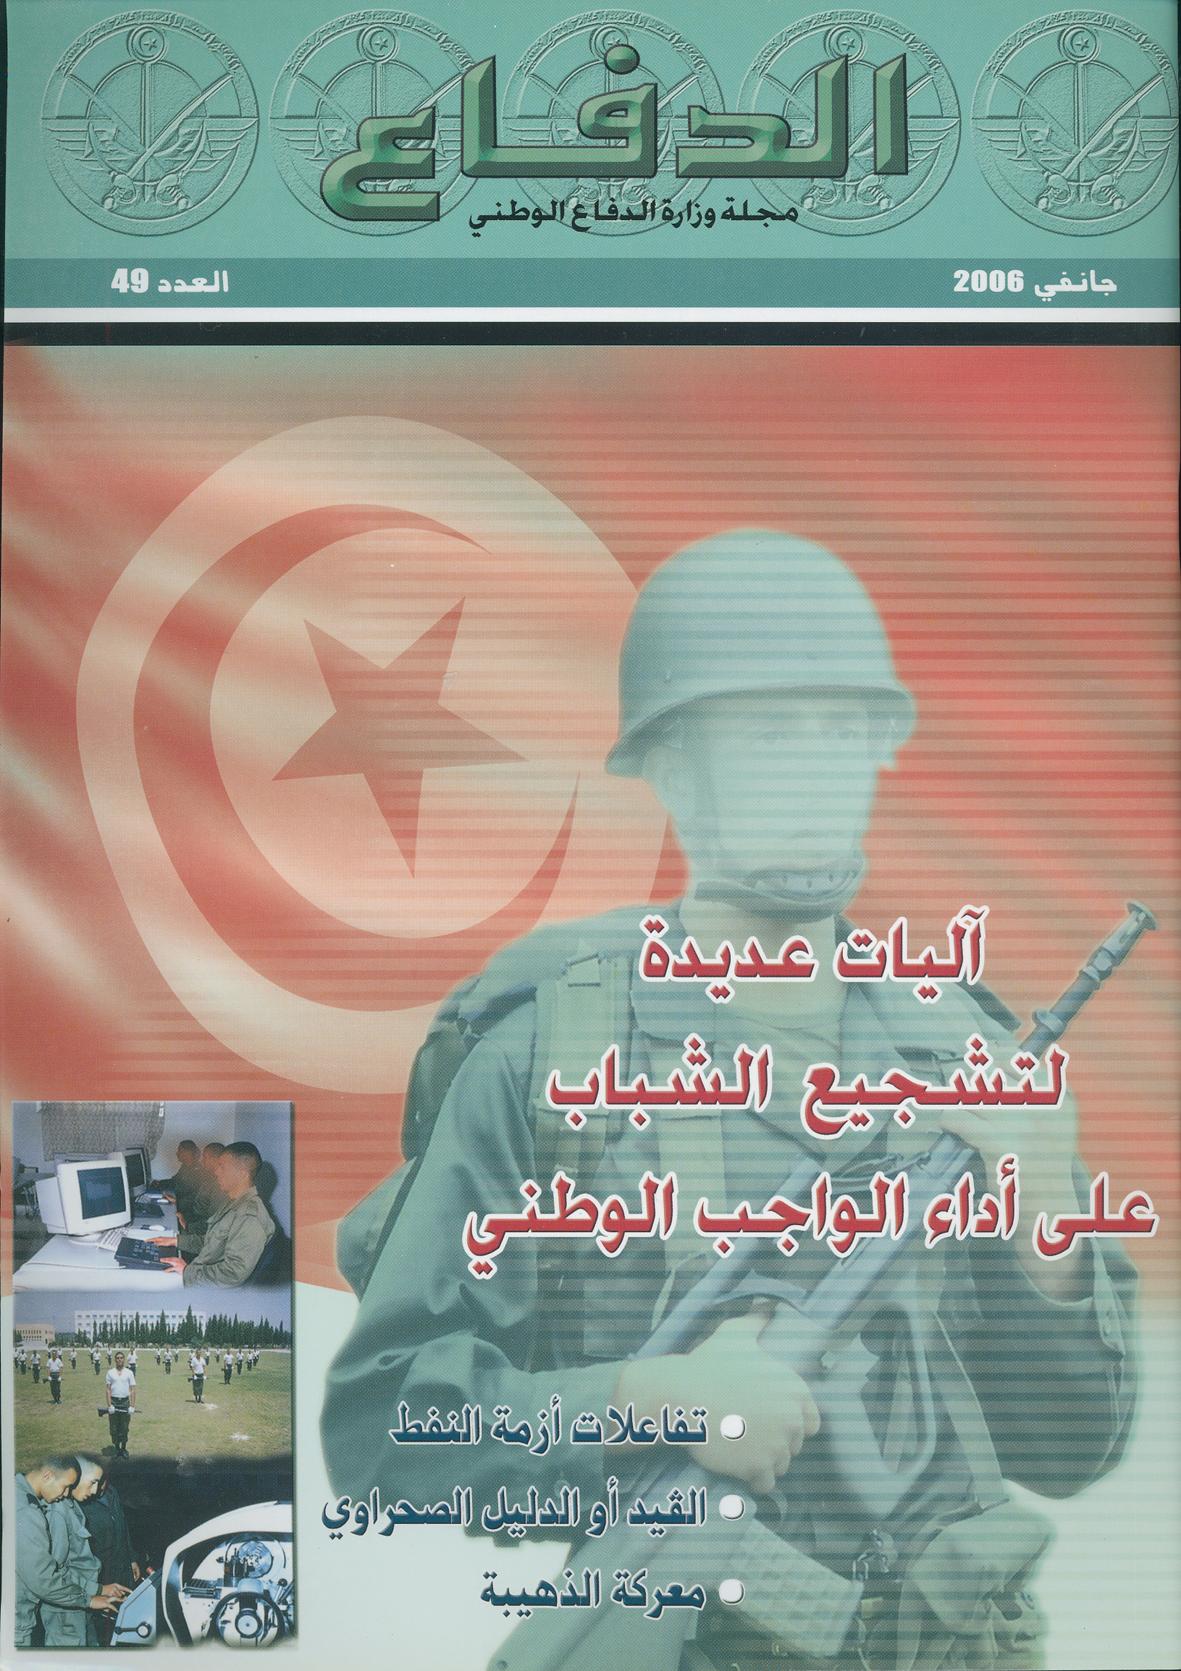 الدفاع
مجلة وزارة الدفاع الوطني
جانفي 2006
العدد 49
آليات عديدة
لتشجيع الشباب
على أداء الواجب الوطني
تفاعلات أزمة النفط
الڤيد أو الدليل الصحراوي
معركة الذهيبة